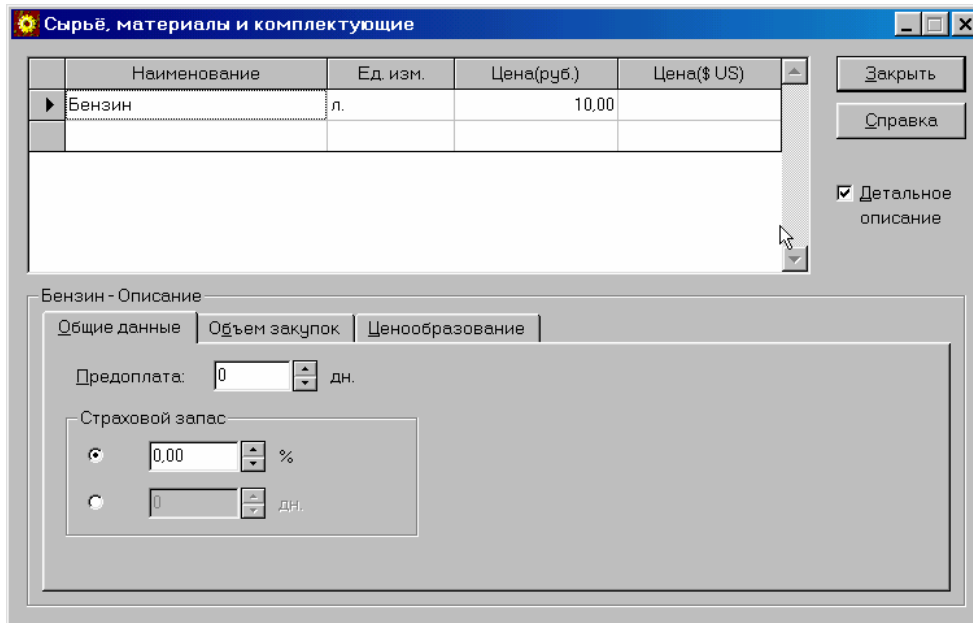 Сырьё, материалы и комплектующие
Наименование Ед. изм. Цена(руб.) Цена($ US)
Бензин л. 10,00
Закрыть
Справка
Детальное
описание
Бензин - Описание
Общие данные Объем закупок Ценообразование
Предоплата: 0 дн.
Страховой запас
0,00 %
0 дн.